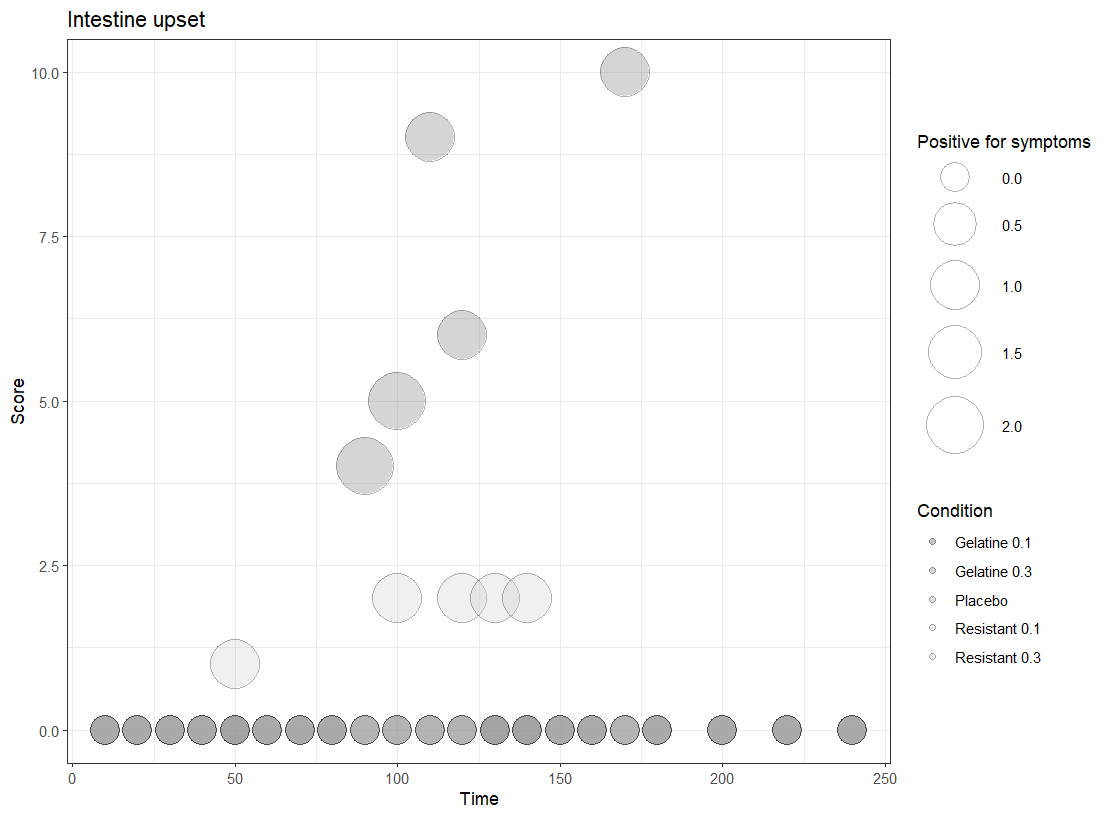 Intestine upset
10.0
7.5
5.0
2.5
0.0
Score
0
50
100
150
200
250
Time
Positive for symptoms
0.0
0.5
1.0
1.5
2.0
Condition
Gelatine 0.1
Gelatine 0.3
Placebo
Resistant 0.1
Resistant 0.3